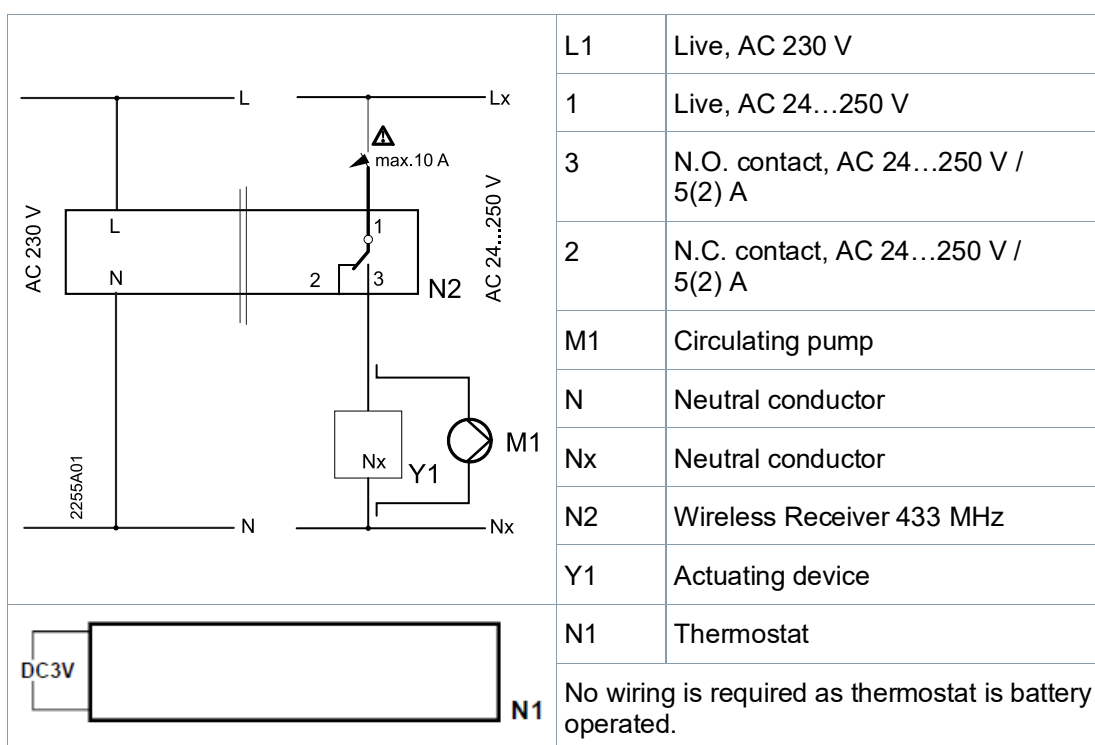 L
Lx
max.10 A
AC 230 V
L
N
1
2
3
N2
AC 24...250 V
Nx
Y1
M1
2255A01
N
Nx
L1 Live, AC 230 V
1 Live, AC 24…250 V
3 N.O. contact, AC 24…250 V /
5(2) A
2 N.C. contact, AC 24…250 V /
5(2) A
M1 Circulating pump
N Neutral conductor
Nx Neutral conductor
N2 Wireless Receiver 433 MHz
Y1 Actuating device
DC3V
N1
N1 Thermostat
No wiring is required as thermostat is battery
operated.